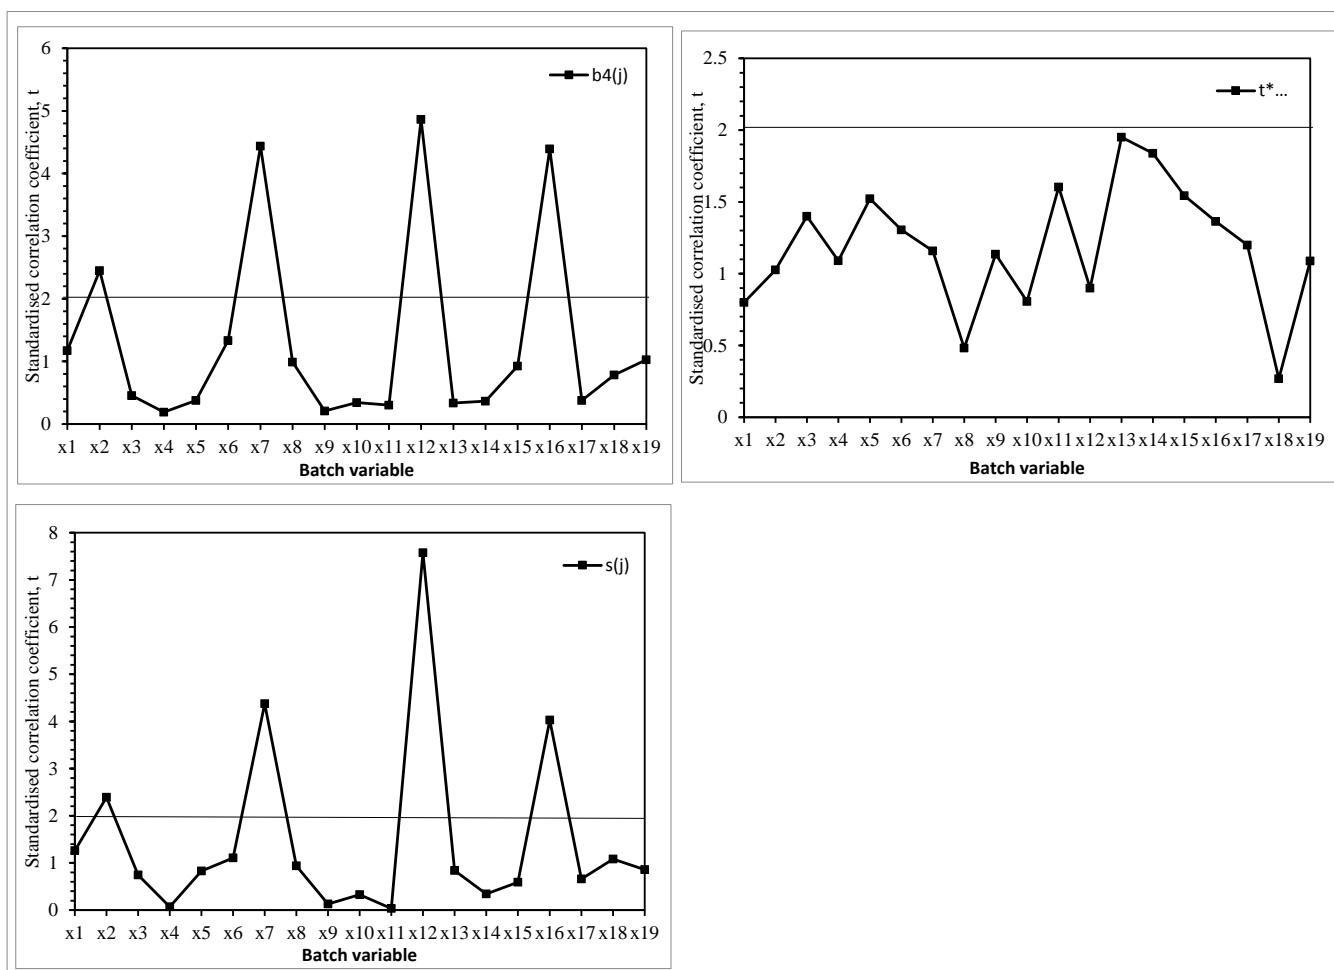 Standardised correlation coefficient, t
6
5
4
3
2
1
0
b4(j)
x1 x2 x3 x4 x5 x6 x7 x8 x9 x10 x11 x12 x13 x14 x15 x16 x17 x18 x19
Batch variable
Standardised correlation coefficient, t
2.5
2
1.5
1
0.5
0
t*...
x1 x2 x3 x4 x5 x6 x7 x8 x9 x10 x11 x12 x13 x14 x15 x16 x17 x18 x19
Batch variable
Standardised correlation coefficient, t
8
7
6
5
4
3
2
1
0
s(j)
x1 x2 x3 x4 x5 x6 x7 x8 x9 x10 x11 x12 x13 x14 x15 x16 x17 x18 x19
Batch variable